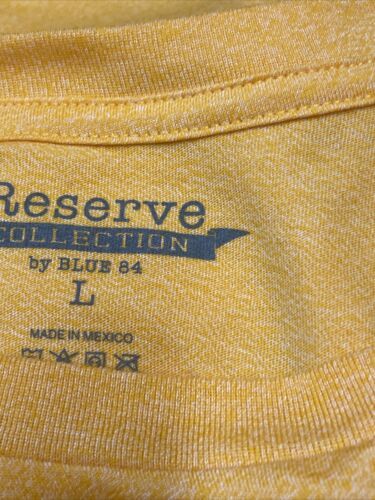 Reserve
COLLECTION
by BLUE 84
L
MADE IN MEXICO